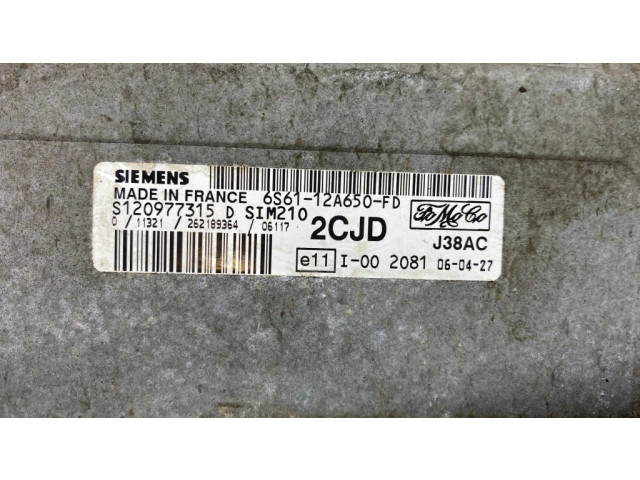 SIEMENS
MADE IN FRANCE 6S61-12A650-FD
S120977315 D SIM210
0 / 11321 / 262189364 / 06117
2CJD
FoMoCo
J38AC
e11 I-00 2081 06-04-27